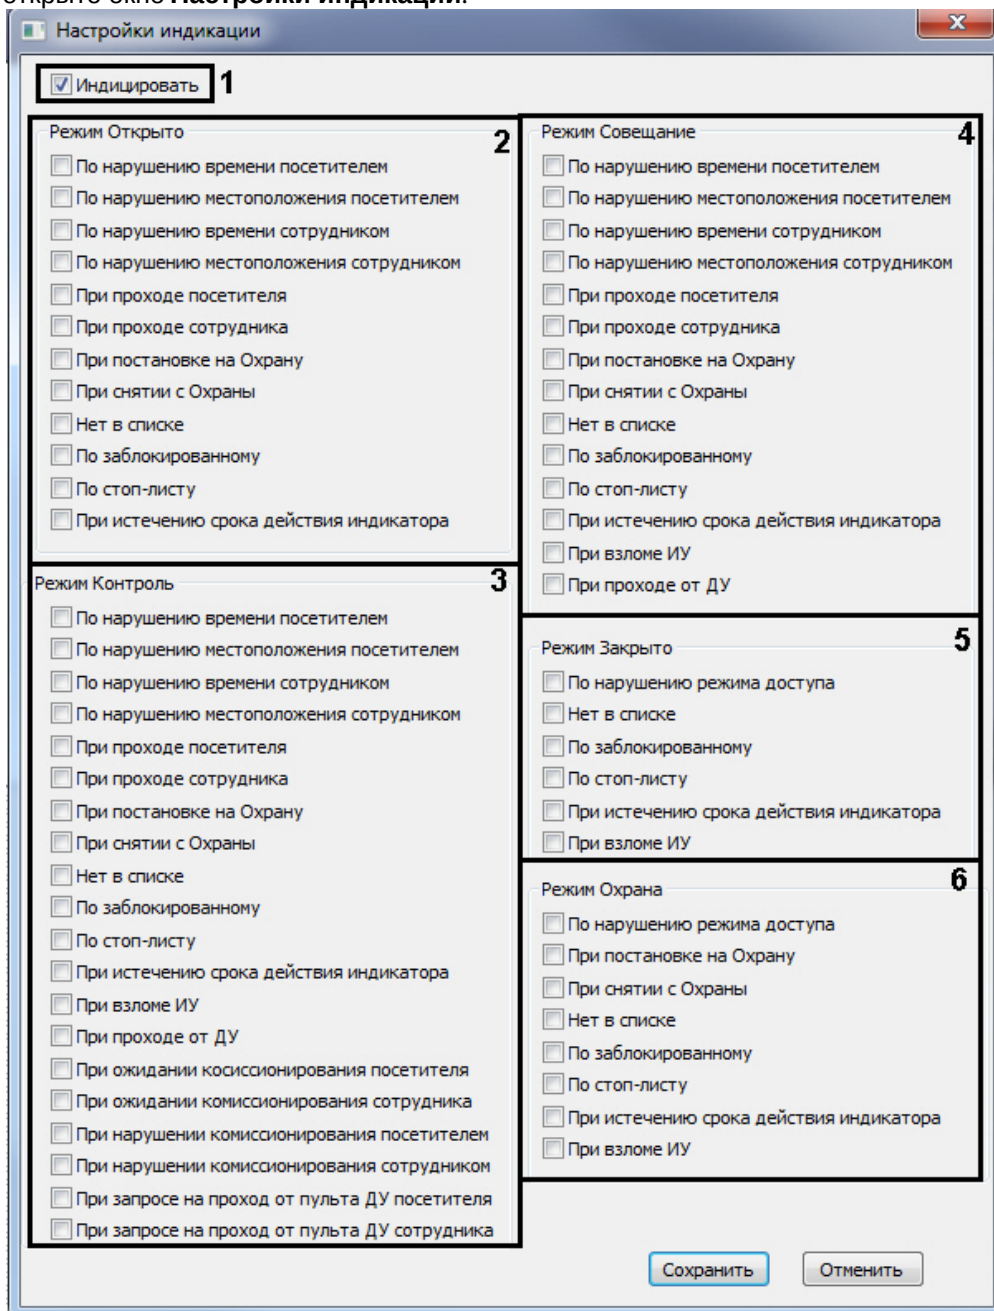 открыто окно Настройки индикации.
Настройки индикации
Индицировать 1
Режим Открыто 2
По нарушению времени посетителем
По нарушению местоположения посетителем
По нарушению времени сотрудником
По нарушению местоположения сотрудником
При проходе посетителя
При проходе сотрудника
При постановке на Охрану
При снятии с Охраны
Нет в списке
По заблокированному
По стоп-листу
При истечению срока действия индикатора
Режим Контроль 3
По нарушению времени посетителем
По нарушению местоположения посетителем
По нарушению времени сотрудником
По нарушению местоположения сотрудником
При проходе посетителя
При проходе сотрудника
При постановке на Охрану
При снятии с Охраны
Нет в списке
По заблокированному
По стоп-листу
При истечению срока действия индикатора
При взломе ИУ
При проходе от ДУ
При ожидании косиссионирования посетителя
При ожидании комиссионирования сотрудника
При нарушении комиссионирования посетителем
При нарушении комиссионирования сотрудником
При запросе на проход от пульта ДУ посетителя
При запросе на проход от пульта ДУ сотрудника
Режим Совещание 4
По нарушению времени посетителем
По нарушению местоположения посетителем
По нарушению времени сотрудником
По нарушению местоположения сотрудником
При проходе посетителя
При проходе сотрудника
При постановке на Охрану
При снятии с Охраны
Нет в списке
По заблокированному
По стоп-листу
При истечению срока действия индикатора
При взломе ИУ
При проходе от ДУ
Режим Закрыто 5
По нарушению режима доступа
Нет в списке
По заблокированному
По стоп-листу
При истечению срока действия индикатора
При взломе ИУ
Режим Охрана 6
По нарушению режима доступа
При постановке на Охрану
При снятии с Охраны
Нет в списке
По заблокированному
По стоп-листу
При истечению срока действия индикатора
При взломе ИУ
Сохранить Отменить